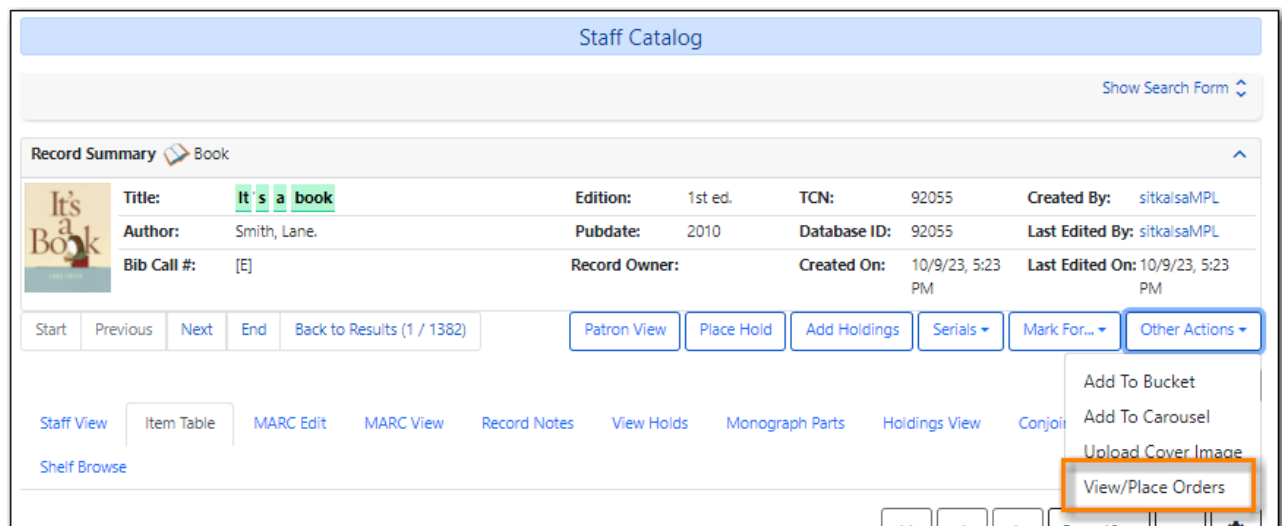 Staff Catalog
Show Search Form
Record Summary Book
It's
a
Book
Title: It's a book Edition: 1st ed. TCN: 92055 Created By: sitkalsaMPL
Author: Smith, Lane. Pubdate: 2010 Database ID: 92055 Last Edited By: sitkalsaMPL
Bib Call #: [E] Record Owner: Created On: 10/9/23, 5:23 PM Last Edited On: 10/9/23, 5:23 PM
Start Previous Next End Back to Results (1 / 1382) Patron View Place Hold Add Holdings Serials Mark For... Other Actions
Add To Bucket
Add To Carousel
Upload Cover Image
View/Place Orders
Staff View Item Table MARC Edit MARC View Record Notes View Holds Monograph Parts Holdings View
Shelf Browse